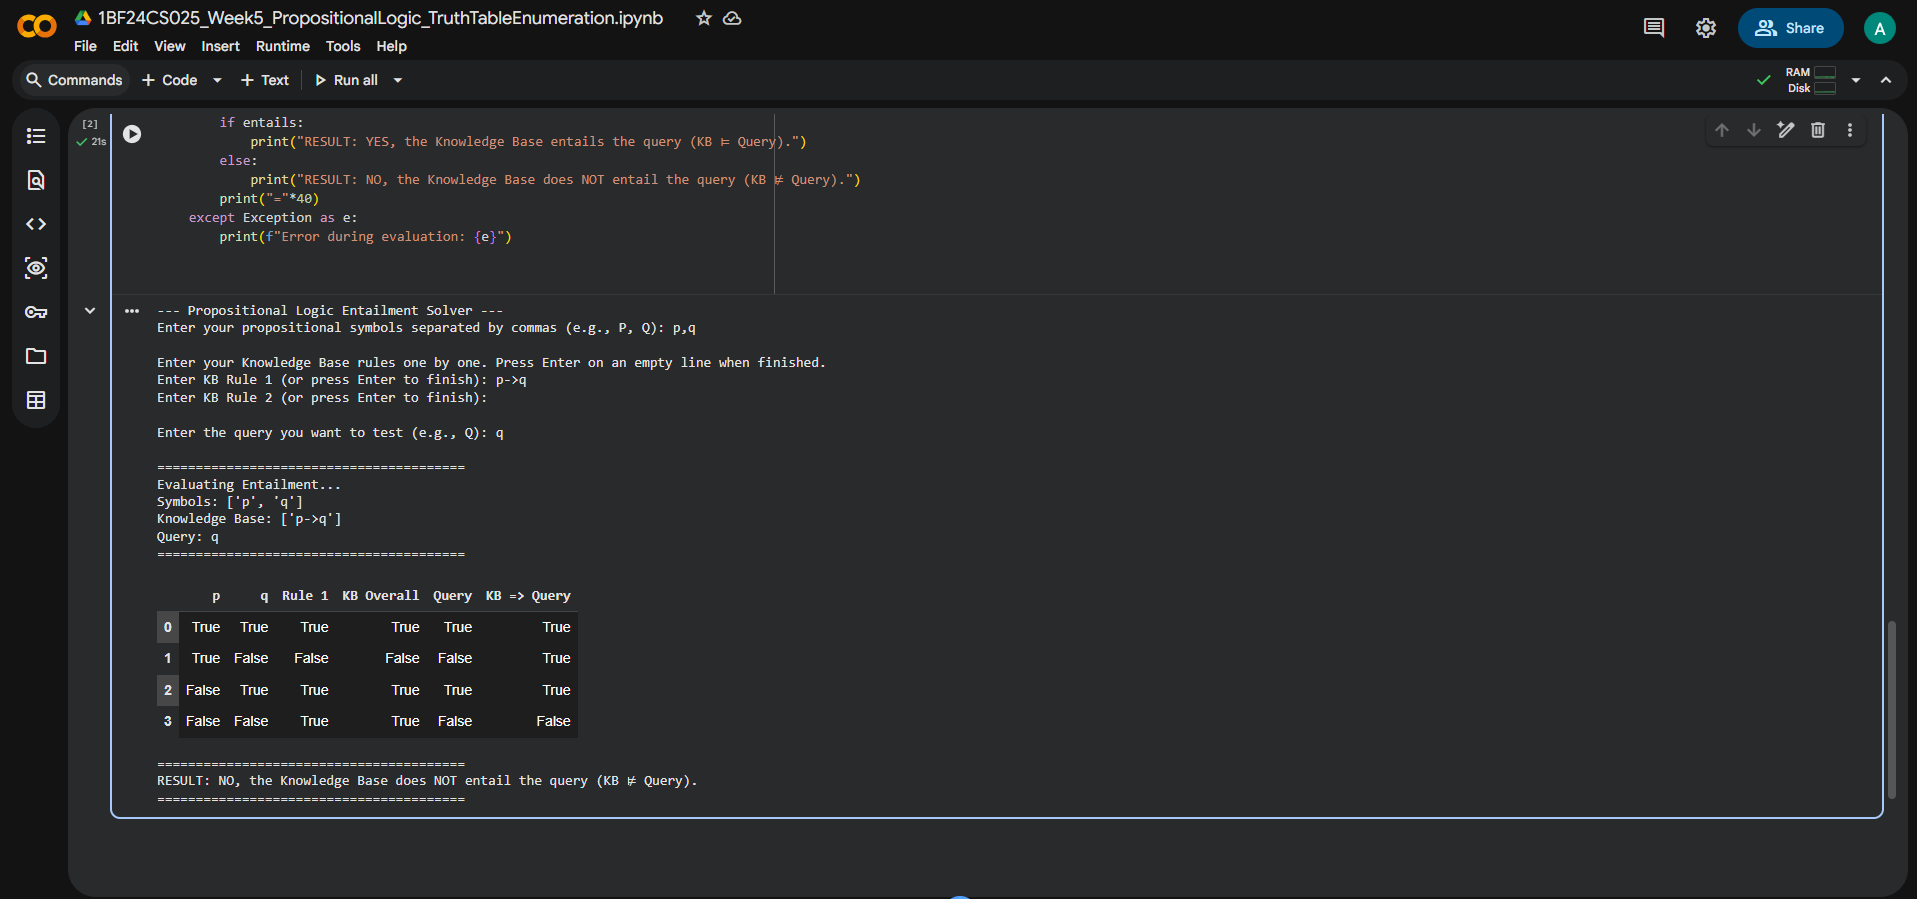 1BF24CS025_Week5_PropositionalLogic_TruthTableEnumeration.ipynb
File Edit View Insert Runtime Tools Help
Share
A
Commands + Code + Text Run all
RAM
Disk
[2]
21s
if entails:
print("RESULT: YES, the Knowledge Base entails the query (KB ⊨ Query).")
else:
print("RESULT: NO, the Knowledge Base does NOT entail the query (KB ⊭ Query).")
print("="*40)
except Exception as e:
print(f"Error during evaluation: {e}")
--- Propositional Logic Entailment Solver ---
Enter your propositional symbols separated by commas (e.g., P, Q): p,q
Enter your Knowledge Base rules one by one. Press Enter on an empty line when finished.
Enter KB Rule 1 (or press Enter to finish): p->q
Enter KB Rule 2 (or press Enter to finish):
Enter the query you want to test (e.g., Q): q
========================================
Evaluating Entailment...
Symbols: ['p', 'q']
Knowledge Base: ['p->q']
Query: q
========================================
p q Rule 1 KB Overall Query KB => Query
0 True True True True True True
1 True False False False False True
2 False True True True True True
3 False False True True False False
========================================
RESULT: NO, the Knowledge Base does NOT entail the query (KB ⊭ Query).
========================================